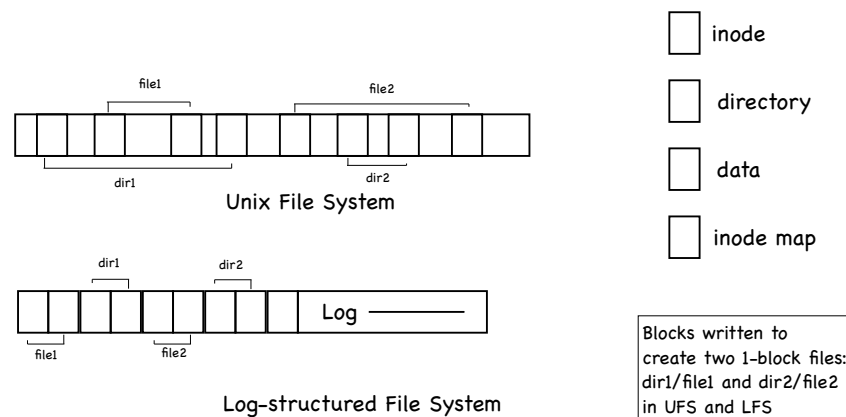 file1
file2
dir1
dir2
Unix File System
dir1
dir2
Log
file1
file2
Log-structured File System
inode
directory
data
inode map
Blocks written to
create two 1-block files:
dir1/file1 and dir2/file2
in UFS and LFS